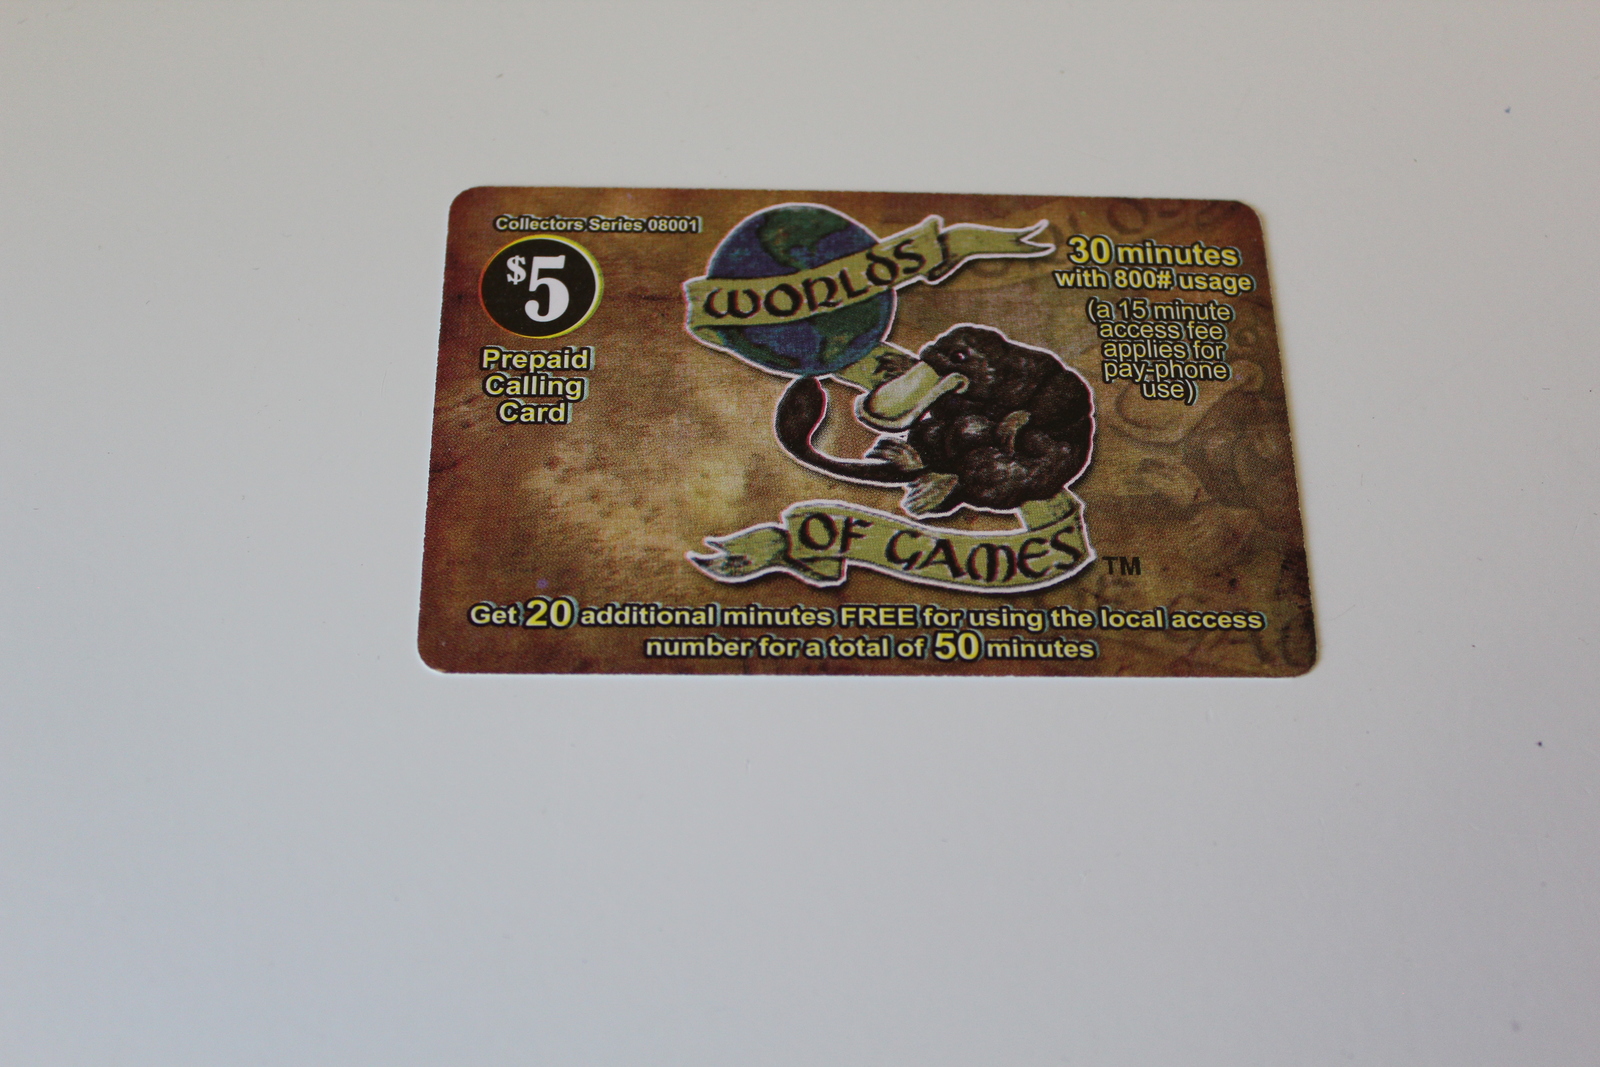 Collectors Series 08001
$5
Prepaid
Calling
Card
WORLDS
OF GAMES
TM
30 minutes
with 800# usage
(a 15 minute
access fee
applies for
pay-phone
use)
Get 20 additional minutes FREE for using the local access
number for a total of 50 minutes